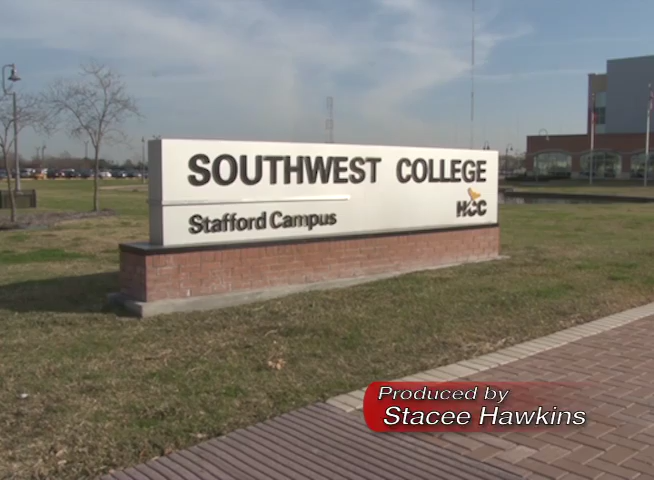 SOUTHWEST COLLEGE
Stafford Campus
HCC
Produced by
Stacee Hawkins